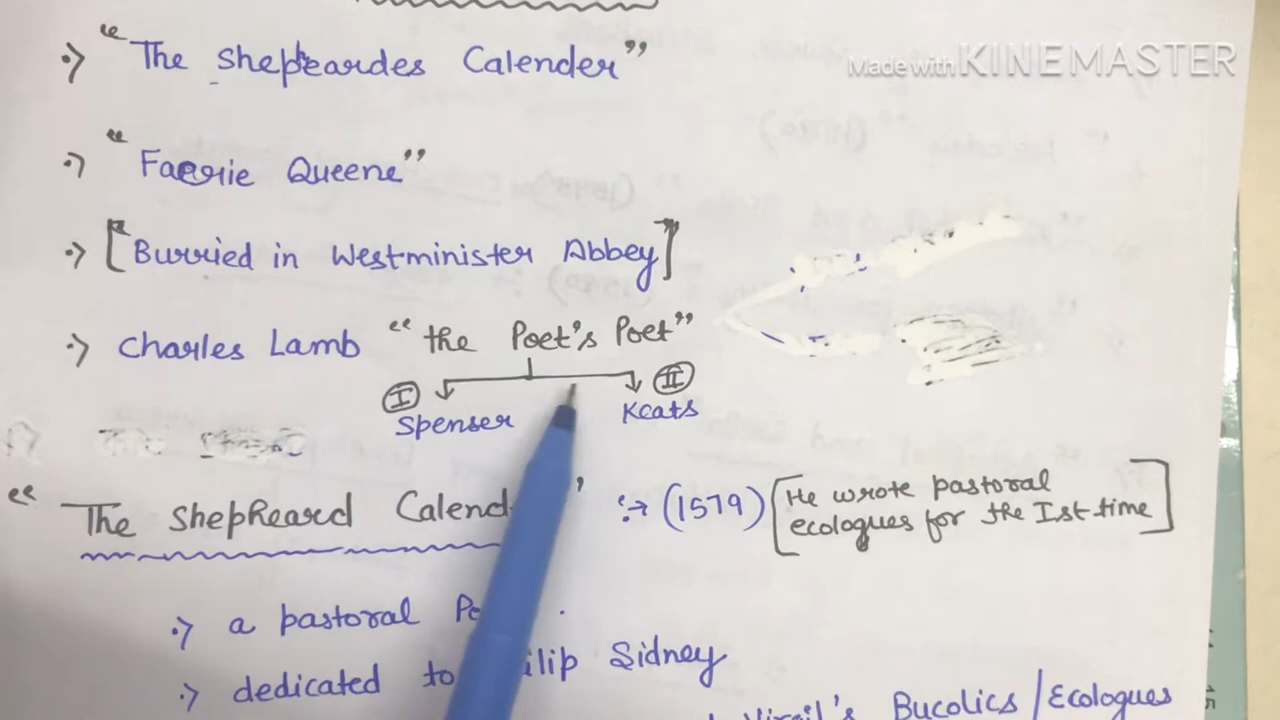 "The Shepheardes Calender"
Made with KINEMASTER
"Faerie Queene"
[Burried in Westminister Abbey]
Charles Lamb "the Poet's Poet"
I II
Spenser Keats
"The Shepheard Calend ' (1579) [He wrote pastoral
ecologues for the Ist time]
a pastoral
dedicated to ilip Sidney
Bucolics/Ecologues